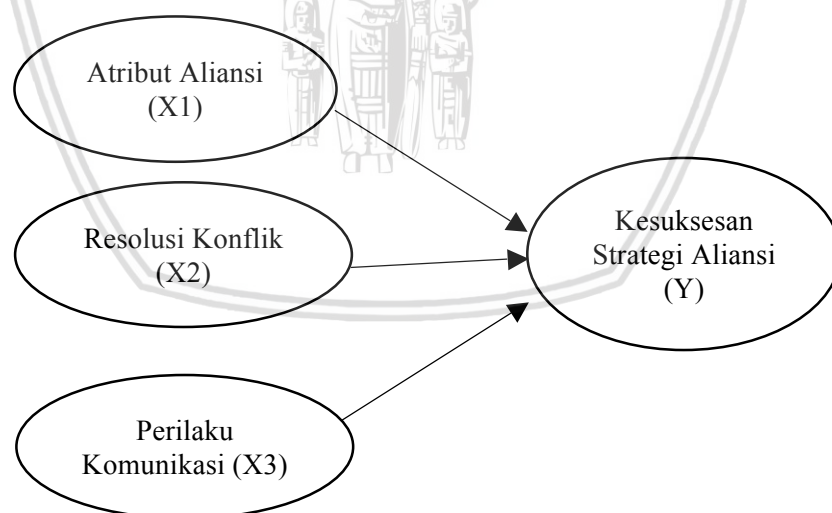 Atribut Aliansi
(X1)
Resolusi Konflik
(X2)
Perilaku
Komunikasi (X3)
Kesuksesan
Strategi Aliansi
(Y)